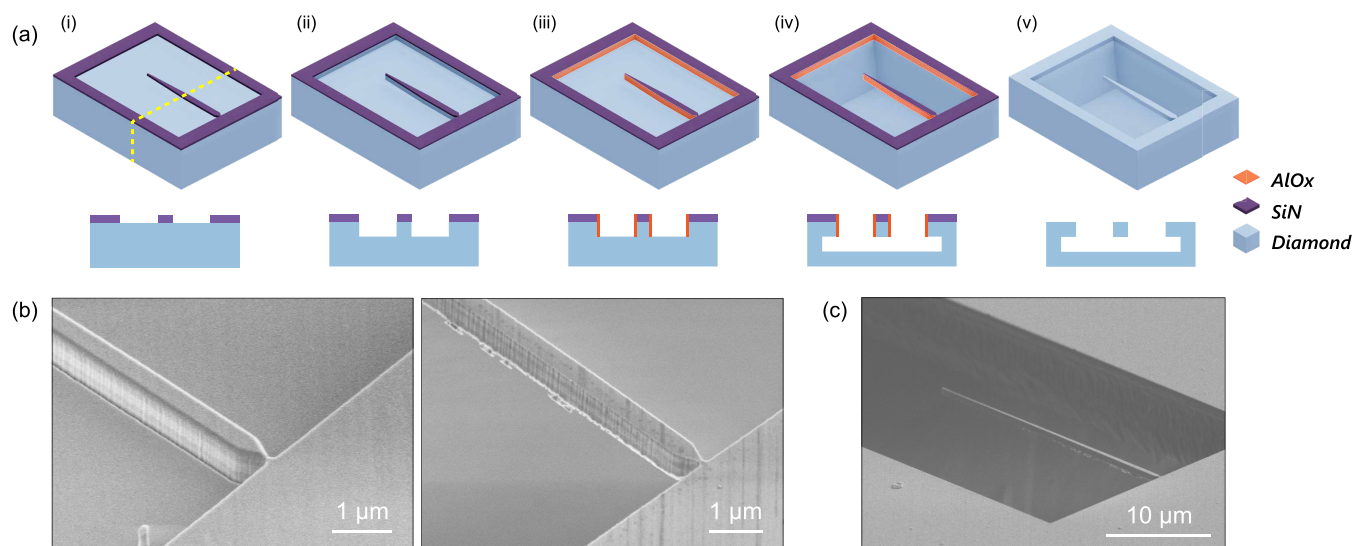 (a)
(i)
(ii)
(iii)
(iv)
(v)
AlOx
SiN
Diamond
(b)
1 µm
1 µm
(c)
10 µm